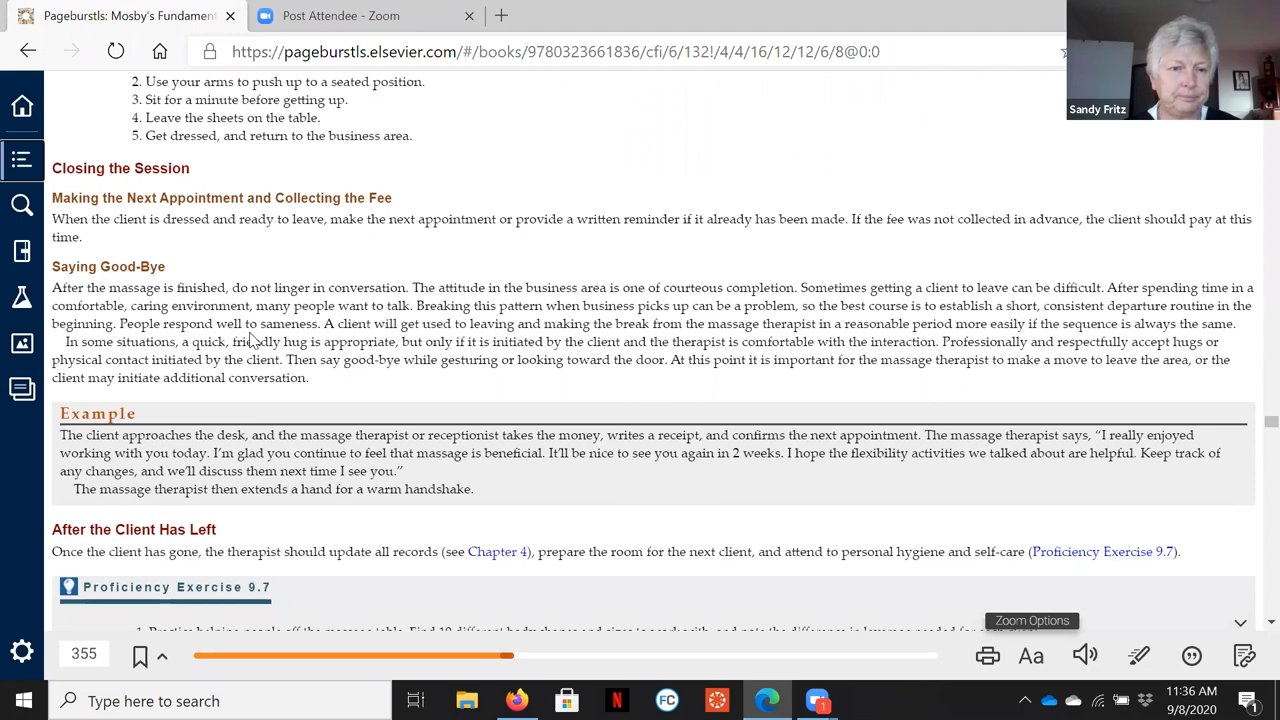 Pageburstls: Mosby's Fundament
Post Attendee - Zoom
https://pageburstls.elsevier.com/#/books/9780323661836/cfi/6/132!/4/4/16/12/12/6/8@0:0
Sandy Fritz
2. Use your arms to push up to a seated position.
3. Sit for a minute before getting up.
4. Leave the sheets on the table.
5. Get dressed, and return to the business area.
Closing the Session
Making the Next Appointment and Collecting the Fee
When the client is dressed and ready to leave, make the next appointment or provide a written reminder if it already has been made. If the fee was not collected in advance, the client should pay at this
time.
Saying Good-Bye
After the massage is finished, do not linger in conversation. The attitude in the business area is one of courteous completion. Sometimes getting a client to leave can be difficult. After spending time in a
comfortable, caring environment, many people want to talk. Breaking this pattern when business picks up can be a problem, so the best course is to establish a short, consistent departure routine in the
beginning. People respond well to sameness. A client will get used to leaving and making the break from the massage therapist in a reasonable period more easily if the sequence is always the same.
In some situations, a quick, friendly hug is appropriate, but only if it is initiated by the client and the therapist is comfortable with the interaction. Professionally and respectfully accept hugs or
physical contact initiated by the client. Then say good-bye while gesturing or looking toward the door. At this point it is important for the massage therapist to make a move to leave the area, or the
client may initiate additional conversation.
Example
The client approaches the desk, and the massage therapist or receptionist takes the money, writes a receipt, and confirms the next appointment. The massage therapist says, “I really enjoyed
working with you today. I'm glad you continue to feel that massage is beneficial. It'll be nice to see you again in 2 weeks. I hope the flexibility activities we talked about are helpful. Keep track of
any changes, and we'll discuss them next time I see you.”
The massage therapist then extends a hand for a warm handshake.
After the Client Has Left
Once the client has gone, the therapist should update all records (see Chapter 4), prepare the room for the next client, and attend to personal hygiene and self-care (Proficiency Exercise 9.7).
Proficiency Exercise 9.7
Zoom Options
355
Aa
Type here to search
N
FC
1
11:36 AM
9/8/2020
1